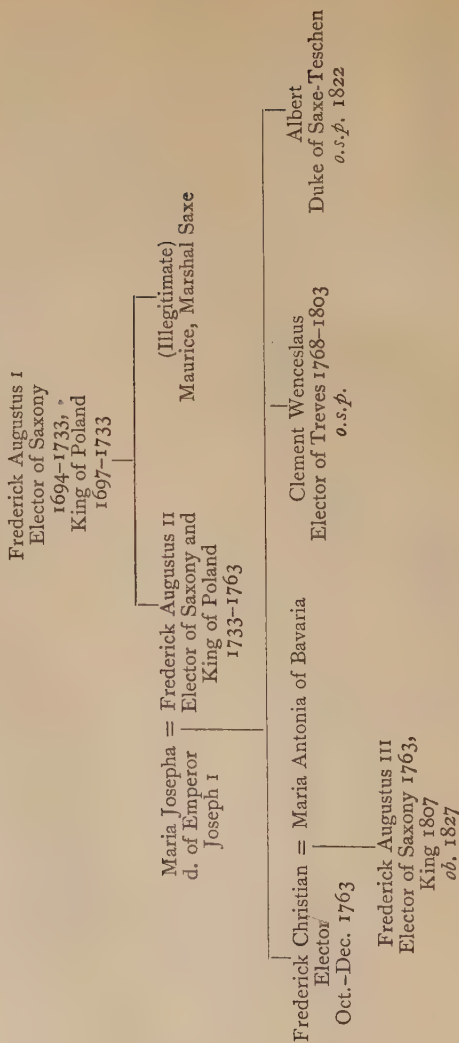 Frederick Augustus I
Elector of Saxony
1694–1733,
King of Poland
1697–1733
(Illegitimate)
Maurice, Marshal Saxe
Maria Josepha = Frederick Augustus II
d. of Emperor
Joseph I
Elector of Saxony and
King of Poland
1733–1763
Frederick Christian = Maria Antonia of Bavaria
Elector
Oct.–Dec. 1763
Clement Wenceslaus
Elector of Treves 1768–1803
o.s.p.
Albert
Duke of Saxe-Teschen
o.s.p. 1822
Frederick Augustus III
Elector of Saxony 1763,
King 1807
ob. 1827